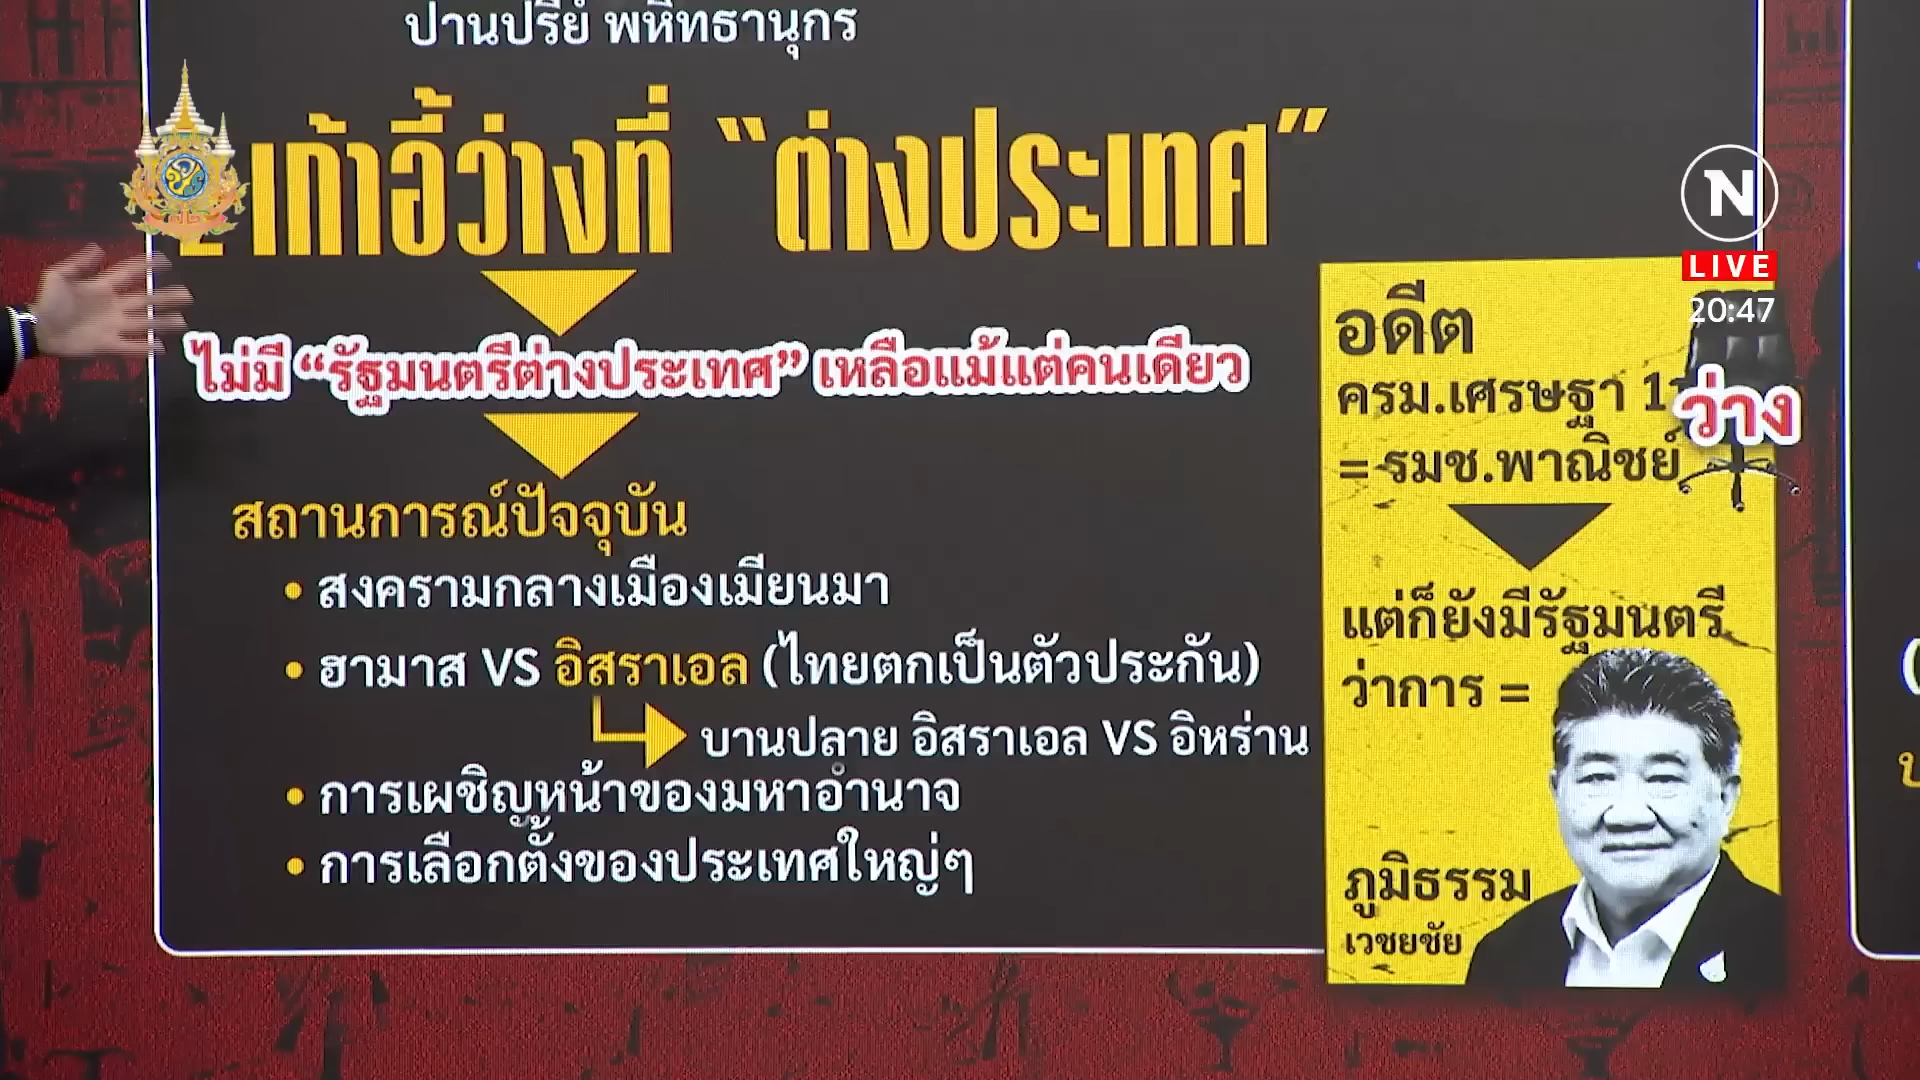 ปานปรีย์ พหิทธานุกร
เก้าอี้ว่างที่ “ต่างประเทศ”
N
LIVE
20:47
ไม่มี “รัฐมนตรีต่างประเทศ” เหลือแม้แต่คนเดียว
สถานการณ์ปัจจุบัน
• สงครามกลางเมืองเมียนมา
• ฮามาส VS อิสราเอล (ไทยตกเป็นตัวประกัน)
บานปลาย อิสราเอล VS อิหร่าน
• การเผชิญหน้าของมหาอำนาจ
• การเลือกตั้งของประเทศใหญ่ๆ
อดีต
ครม.เศรษฐา 1
ว่าง
= รมช.พาณิชย์
แต่ก็ยังมีรัฐมนตรี
ว่าการ =
ภูมิธรรม
เวชยชัย